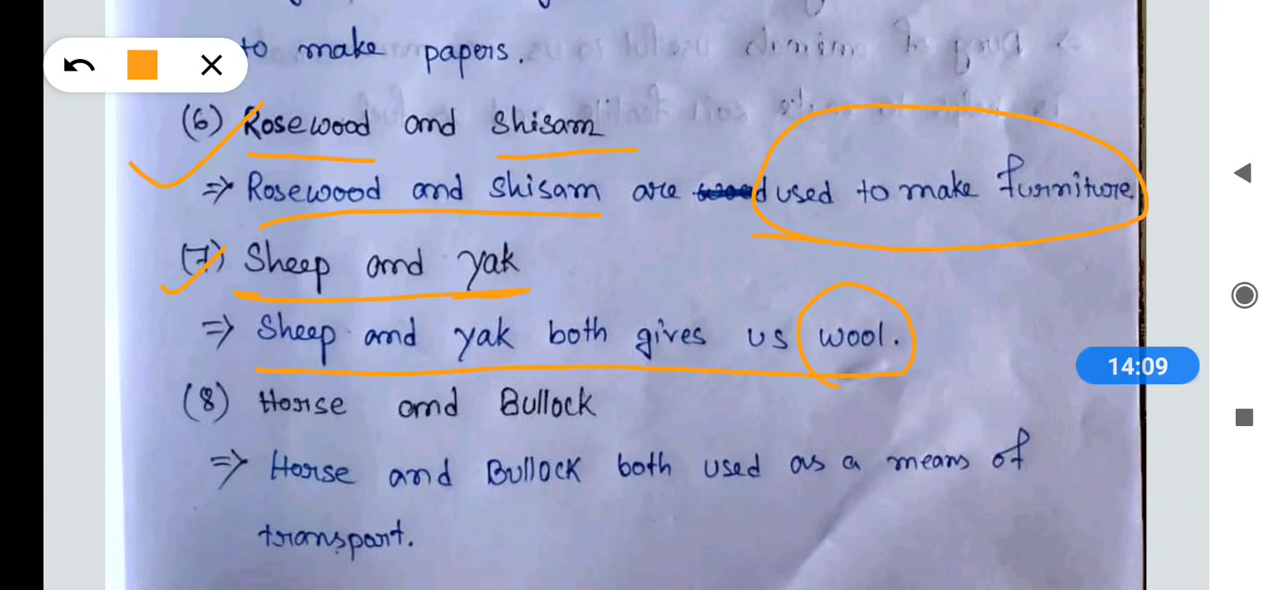 to make papers.
(6) Rosewood and Shisam
=> Rosewood and Shisam are used to make furniture
(7) Sheep and yak
=> Sheep and yak both gives us wool.
(8) Horse and Bullock
14:09
=> Horse and Bullock both used as a means of
transport.